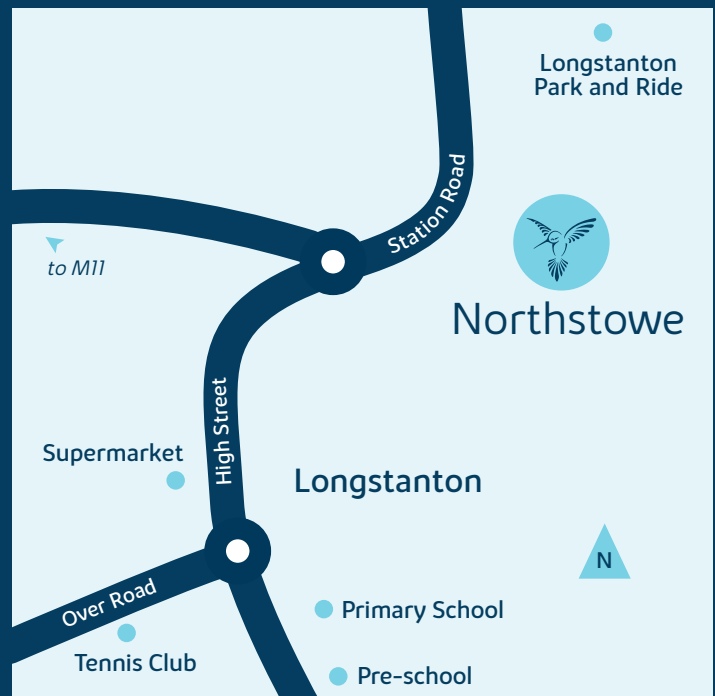 Longstanton
Park and Ride
Station Road
to M11
Northstowe
High Street
Supermarket
Longstanton
N
Over Road
Primary School
Tennis Club
Pre-school